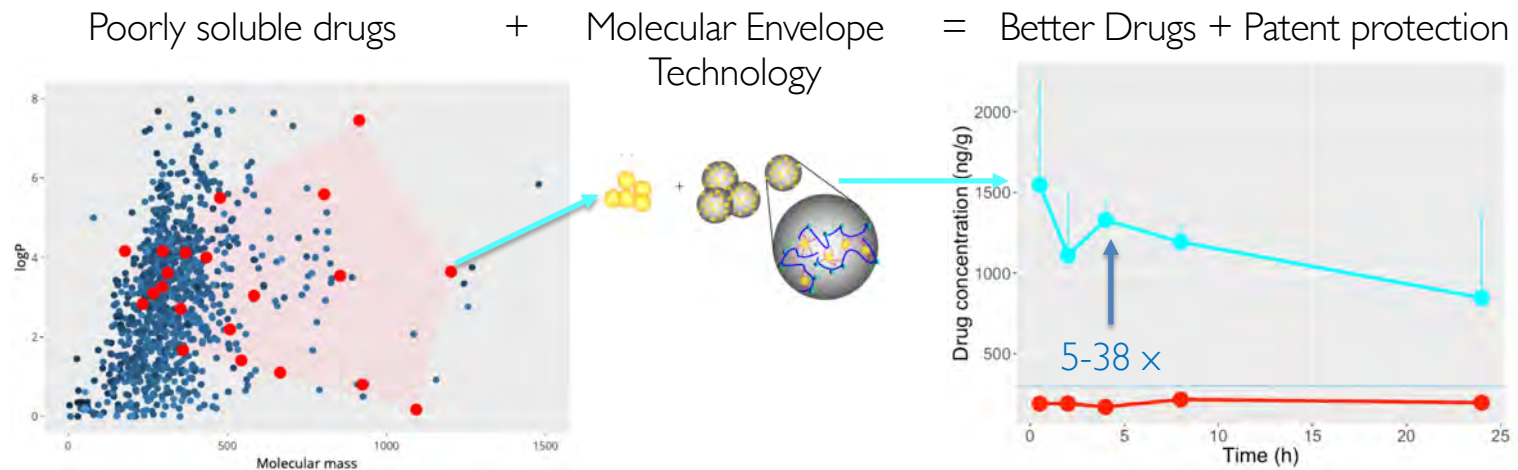 Poorly soluble drugs + Molecular Envelope Technology = Better Drugs + Patent protection
8
6
4
2
0
logP
0 500 1000 1500
Molecular mass
+
2000
1500
1000
500
Drug concentration (ng/g)
5-38 x
0 5 10 15 20 25
Time (h)